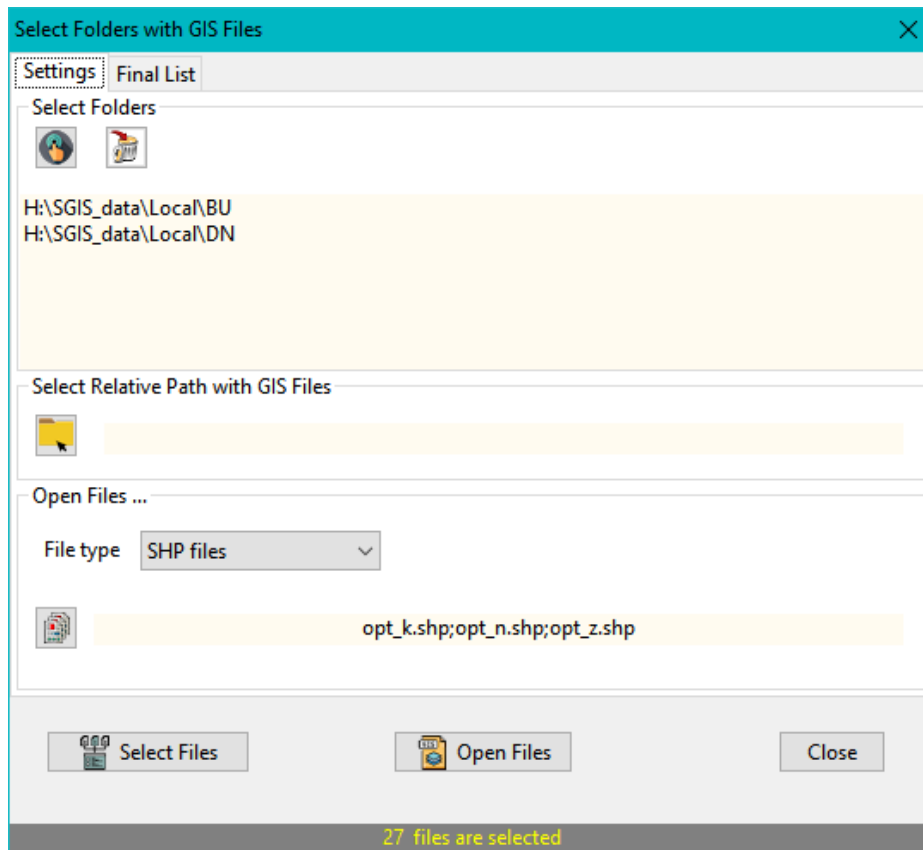 Select Folders with GIS Files
Settings Final List
Select Folders
H:\SGIS_data\Local\BU
H:\SGIS_data\Local\DN
Select Relative Path with GIS Files
Open Files ...
File type SHP files
opt_k.shp;opt_n.shp;opt_z.shp
Select Files Open Files Close
27 files are selected